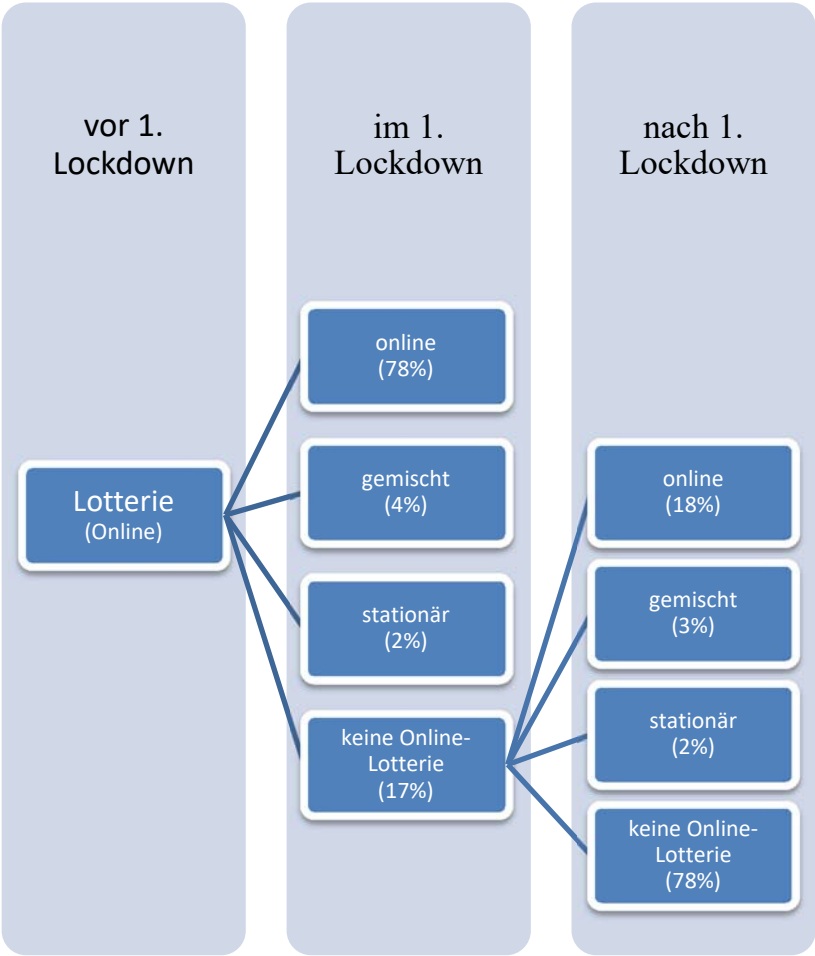 vor 1.
Lockdown
im 1.
Lockdown
nach 1.
Lockdown
Lotterie
(Online)
online
(78%)
gemischt
(4%)
stationär
(2%)
keine Online-
Lotterie
(17%)
online
(18%)
gemischt
(3%)
stationär
(2%)
keine Online-
Lotterie
(78%)